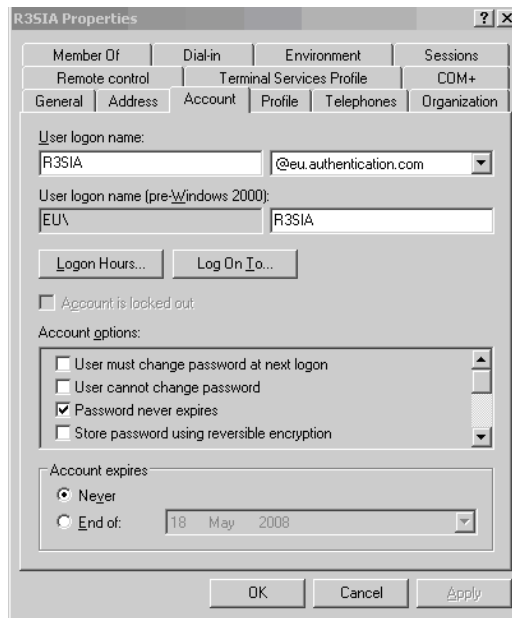 R3SIA Properties
Member Of Dial-in Environment Sessions
Remote control Terminal Services Profile COM+
General Address Account Profile Telephones Organization
User logon name:
R3SIA @eu.authentication.com
User logon name (pre-Windows 2000):
EU\ R3SIA
Logon Hours... Log On To...
Account is locked out
Account options:
User must change password at next logon
User cannot change password
Password never expires
Store password using reversible encryption
Account expires
Never
End of: 18 May 2008
OK Cancel Apply